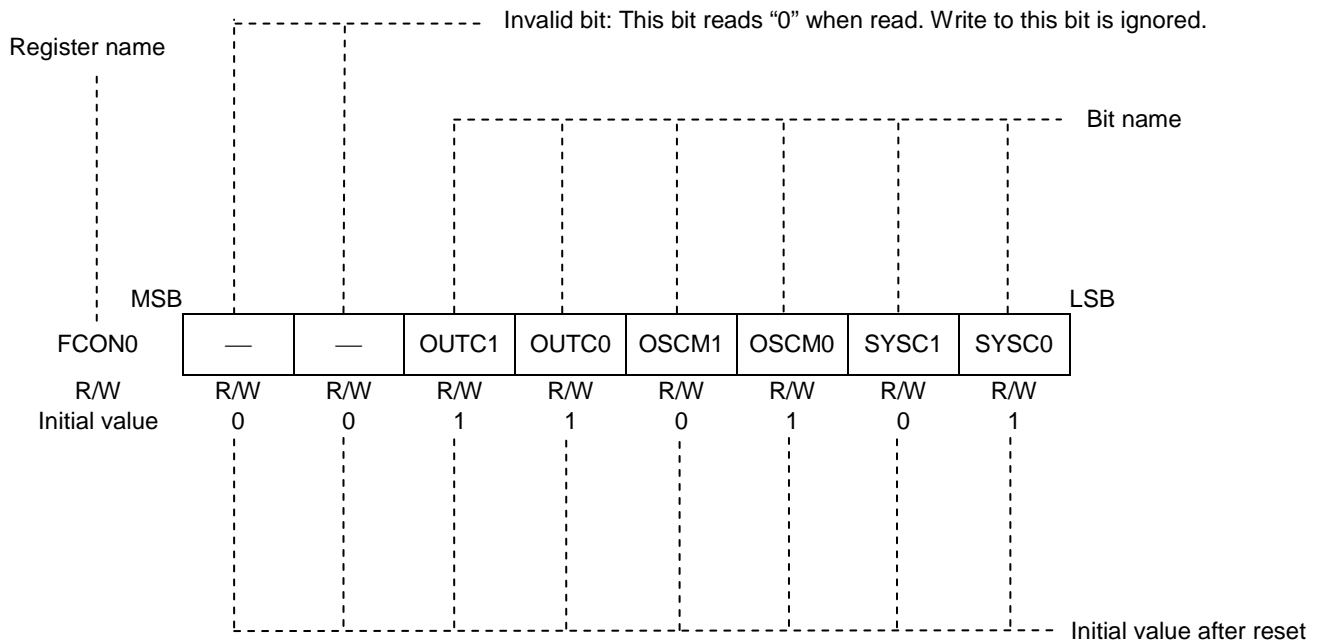 Invalid bit: This bit reads “0” when read. Write to this bit is ignored.
Register name
Bit name
MSB LSB
FCON0 — — OUTC1 OUTC0 OSCM1 OSCM0 SYSC1 SYSC0
R/W R/W R/W R/W R/W R/W R/W R/W R/W
Initial value 0 0 1 1 0 1 0 1
Initial value after reset